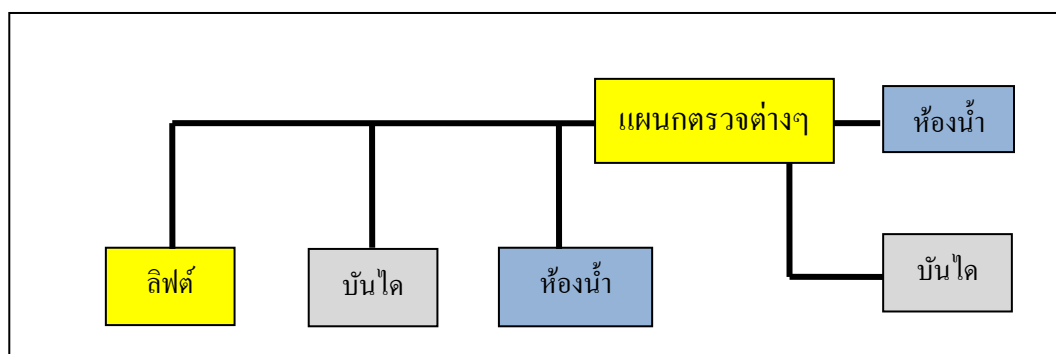 แผนกตรวจต่างๆ
ห้องน้ำ
ลิฟต์
บันได
ห้องน้ำ
บันได